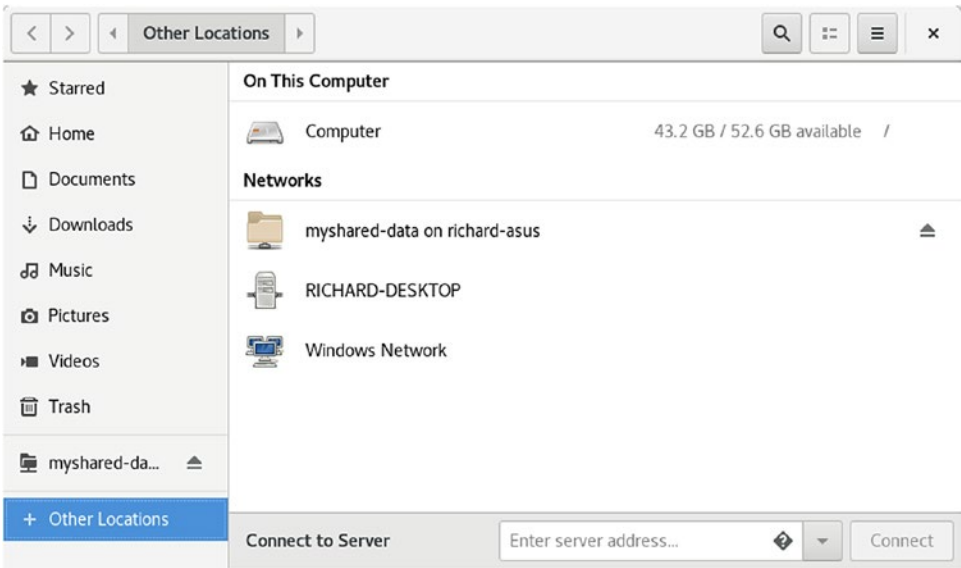 Other Locations
Starred
Home
Documents
Downloads
Music
Pictures
Videos
Trash
myshared-da...
+ Other Locations
On This Computer
Computer 43.2 GB / 52.6 GB available /
Networks
myshared-data on richard-asus
RICHARD-DESKTOP
Windows Network
Connect to Server Enter server address... Connect